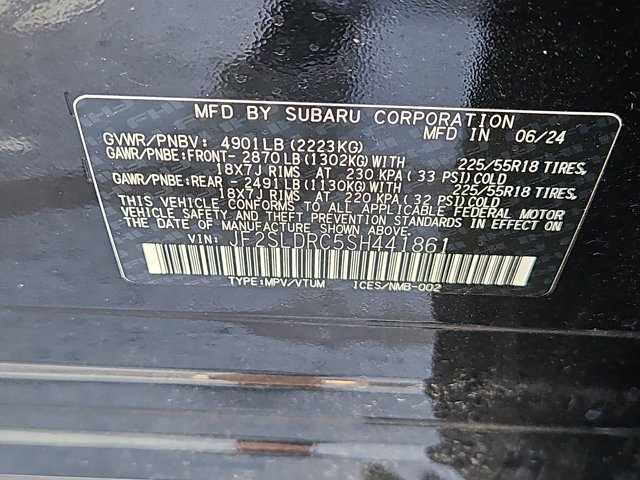 MFD BY SUBARU CORPORATION
GVWR/PNBV: 4901LB (2223KG) MFD IN 06/24
GAWR/PNBE:FRONT- 2870LB (1302KG) WITH 225/55R18 TIRES,
18X7J RIMS AT 230 KPA ( 33 PSI) COLD
GAWR/PNBE:REAR - 2491LB (1130KG) WITH 225/55R18 TIRES,
18X7J RIMS AT 220 KPA ( 32 PSI) COLD
THIS VEHICLE CONFORMS TO ALL APPLICABLE FEDERAL MOTOR
VEHICLE SAFETY AND THEFT PREVENTION STANDARDS IN EFFECT ON
THE DATE OF MANUFACTURE SHOWN ABOVE.
VIN: JF2SLDRC5SH441861
TYPE:MPV/VTUM ICES/NMB-002